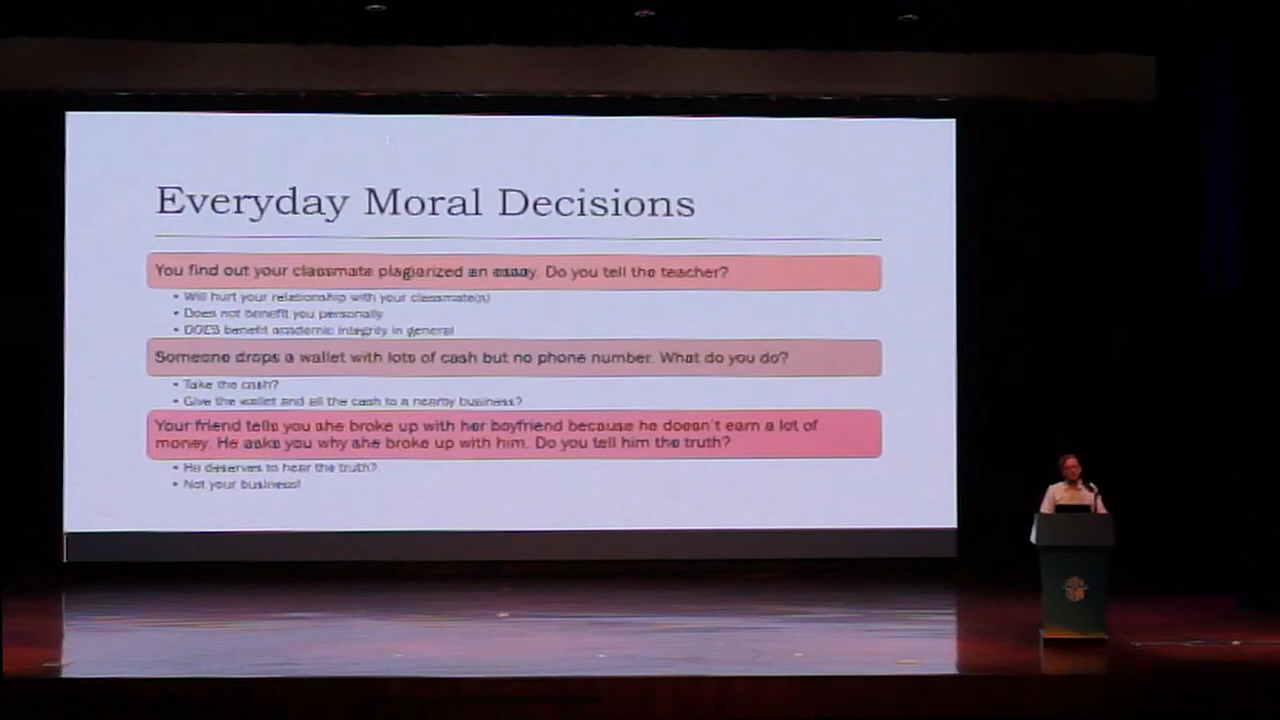 Everyday Moral Decisions
You find out your classmate plagiarized an essay. Do you tell the teacher?
• Will hurt your relationship with your classmate(s)
• Does not benefit you personally
• DOES benefit academic integrity in general
Someone drops a wallet with lots of cash but no phone number. What do you do?
• Take the cash?
• Give the wallet and all the cash to a nearby business?
Your friend tells you she broke up with her boyfriend because he doesn't earn a lot of
money. He asks you why she broke up with him. Do you tell him the truth?
• He deserves to hear the truth?
• Not your business!